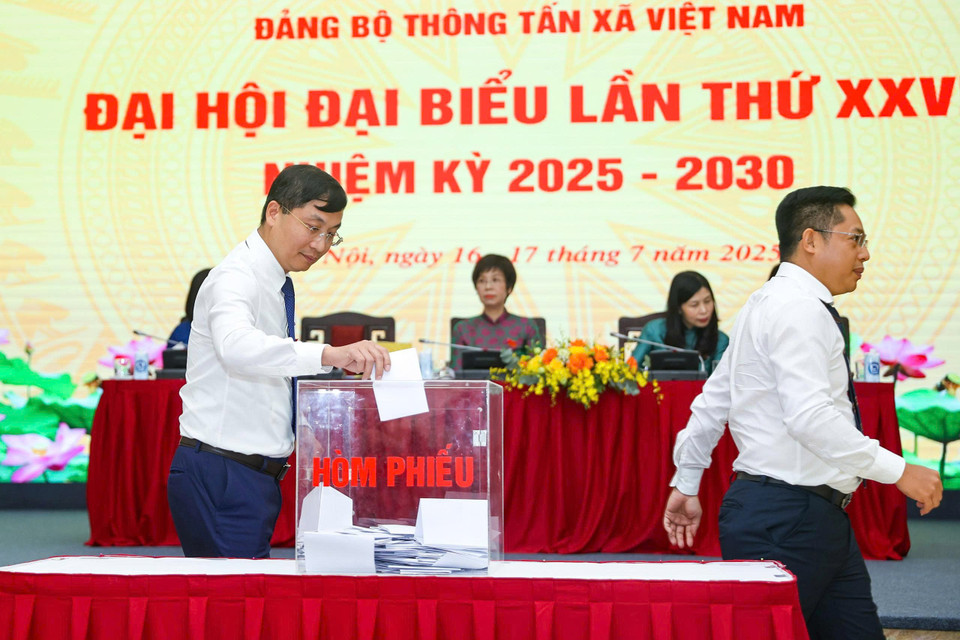 ĐẢNG BỘ THÔNG TẤN XÃ VIỆT NAM
ĐẠI HỘI ĐẠI BIỂU LẦN THỨ XXV
NHIỆM KỲ 2025 - 2030
Nội, ngày 16 - 17 tháng 7 năm 2025
HÒM PHIẾU